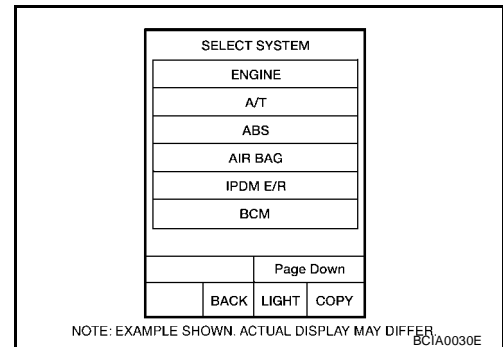 SELECT SYSTEM
ENGINE
A/T
ABS
AIR BAG
IPDM E/R
BCM
Page Down
BACK LIGHT COPY
NOTE: EXAMPLE SHOWN. ACTUAL DISPLAY MAY DIFFER.
BCIA0030E